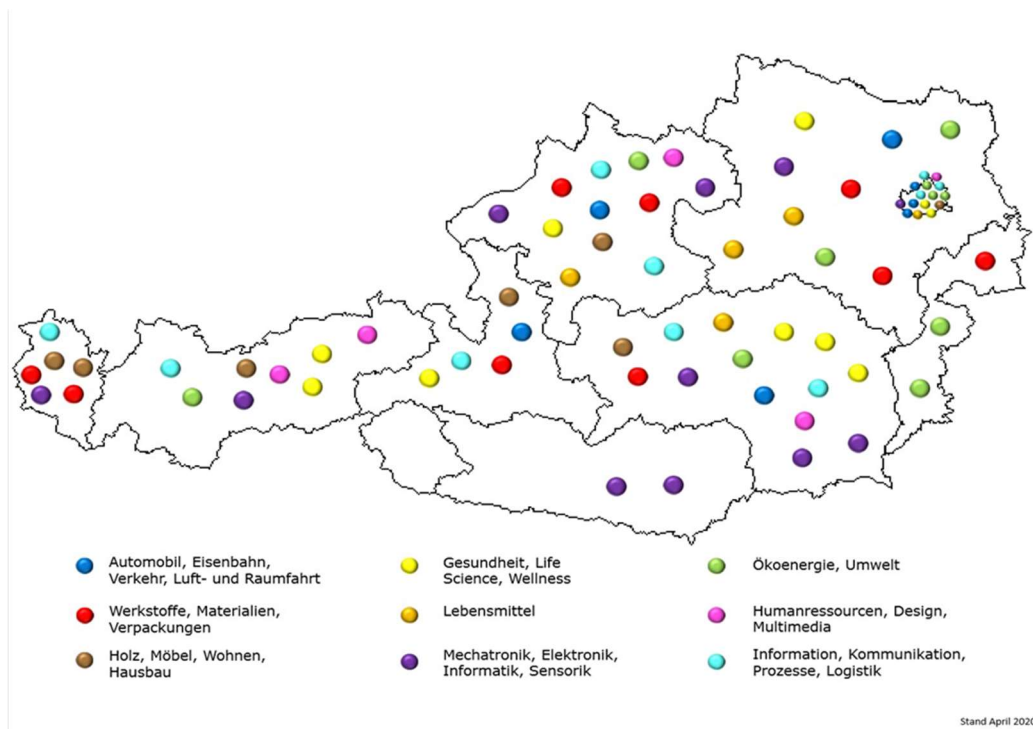 Automobil, Eisenbahn,
Verkehr, Luft- und Raumfahrt
Werkstoffe, Materialien,
Verpackungen
Holz, Möbel, Wohnen,
Hausbau
Gesundheit, Life
Science, Wellness
Lebensmittel
Mechatronik, Elektronik,
Informatik, Sensorik
Ökoenergie, Umwelt
Humanressourcen, Design,
Multimedia
Information, Kommunikation,
Prozesse, Logistik
Stand April 2020